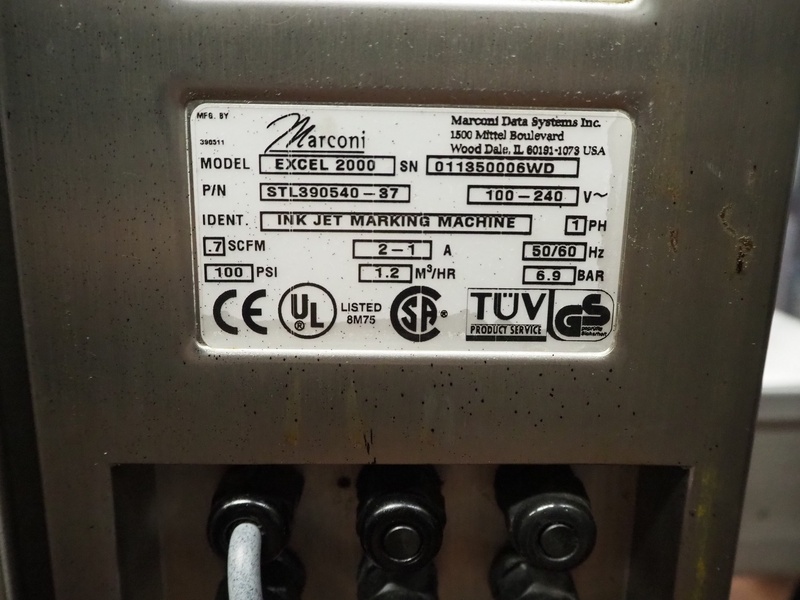 MFG. BY
Marconi
Marconi Data Systems Inc.
1500 Mittel Boulevard
Wood Dale, IL 60191-1073 USA
398511
MODEL EXCEL 2000 SN 011350006WD
P/N STL390540-37 100-240 V~
IDENT. INK JET MARKING MACHINE 1 PH
.7 SCFM 2-1 A 50/60 Hz
100 PSI 1.2 M³/HR 6.9 BAR
CE UL ® LISTED 8M75 SA ® TÜV PRODUCT SERVICE GS